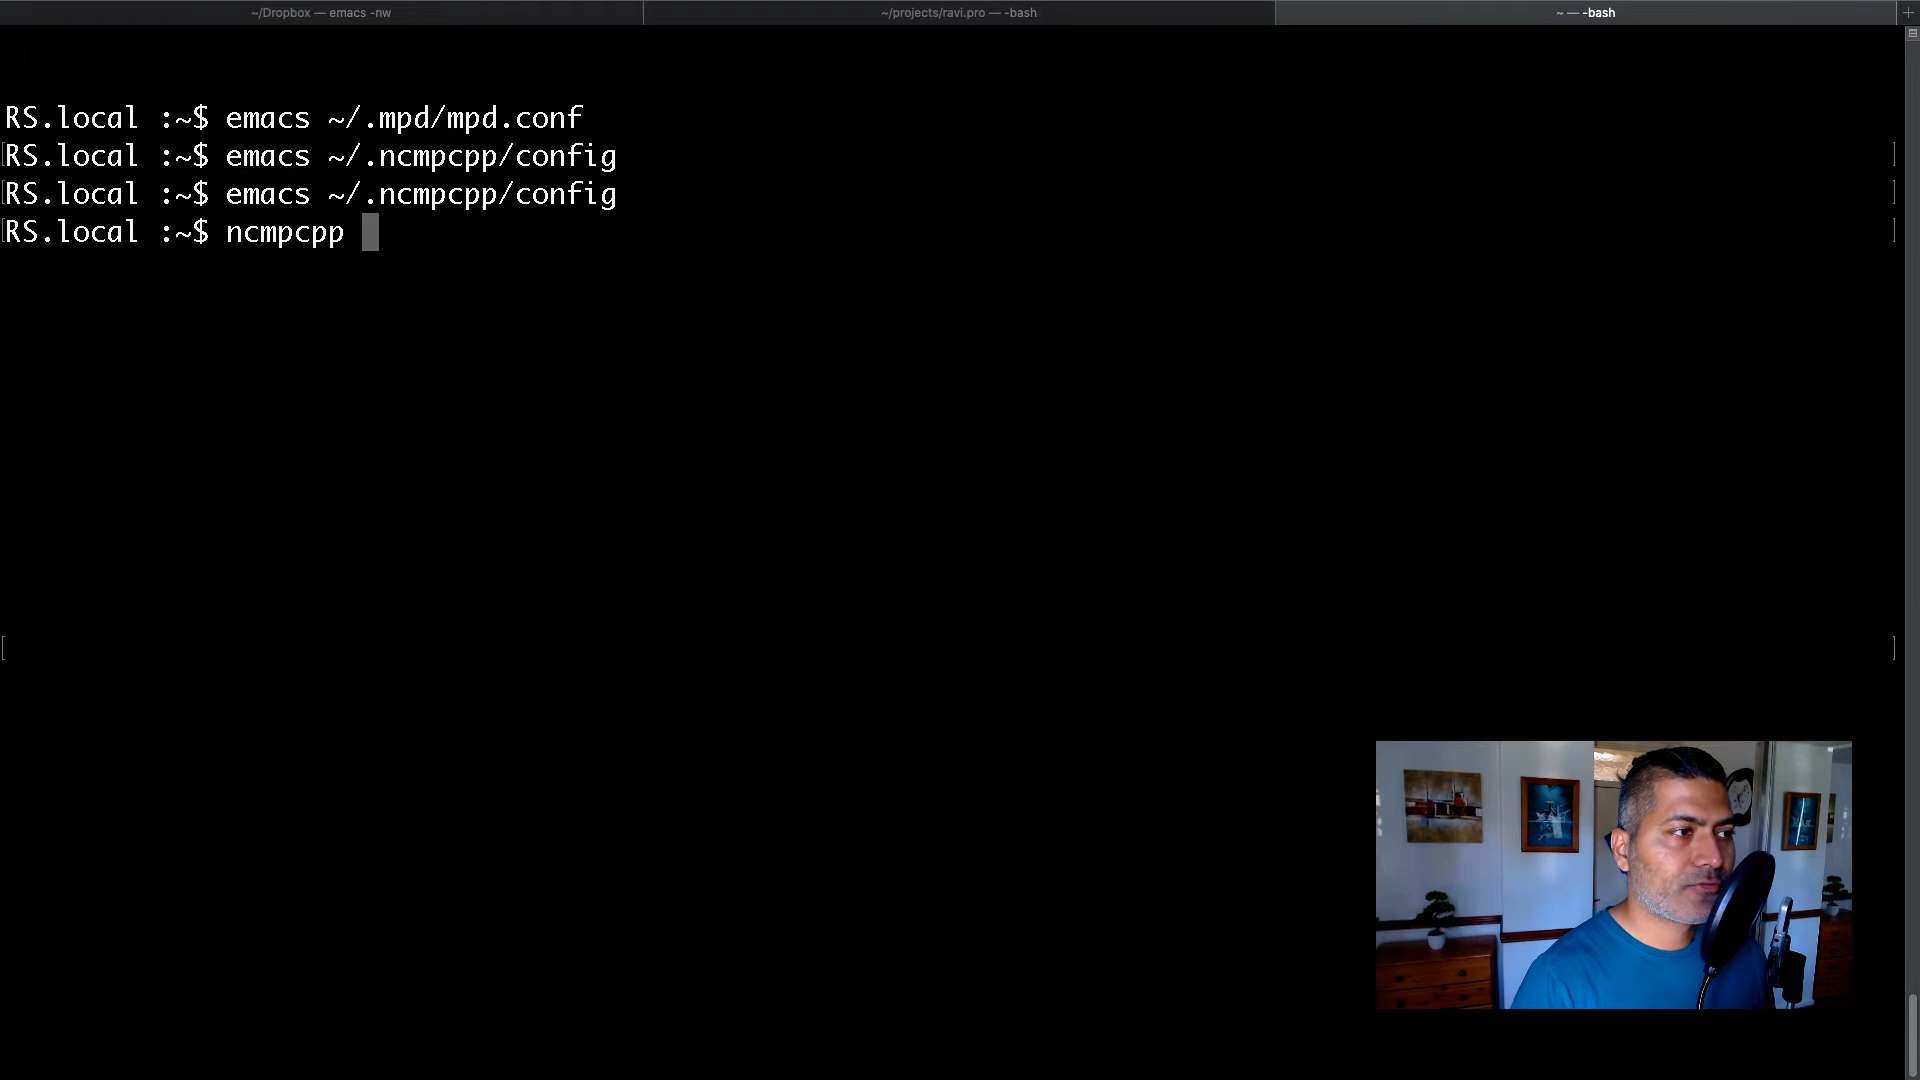 ~/Dropbox — emacs -nw
~/projects/ravi.pro — -bash
~ — -bash
RS.local :~$ emacs ~/.mpd/mpd.conf
RS.local :~$ emacs ~/.ncmpcpp/config
RS.local :~$ emacs ~/.ncmpcpp/config
RS.local :~$ ncmpcpp